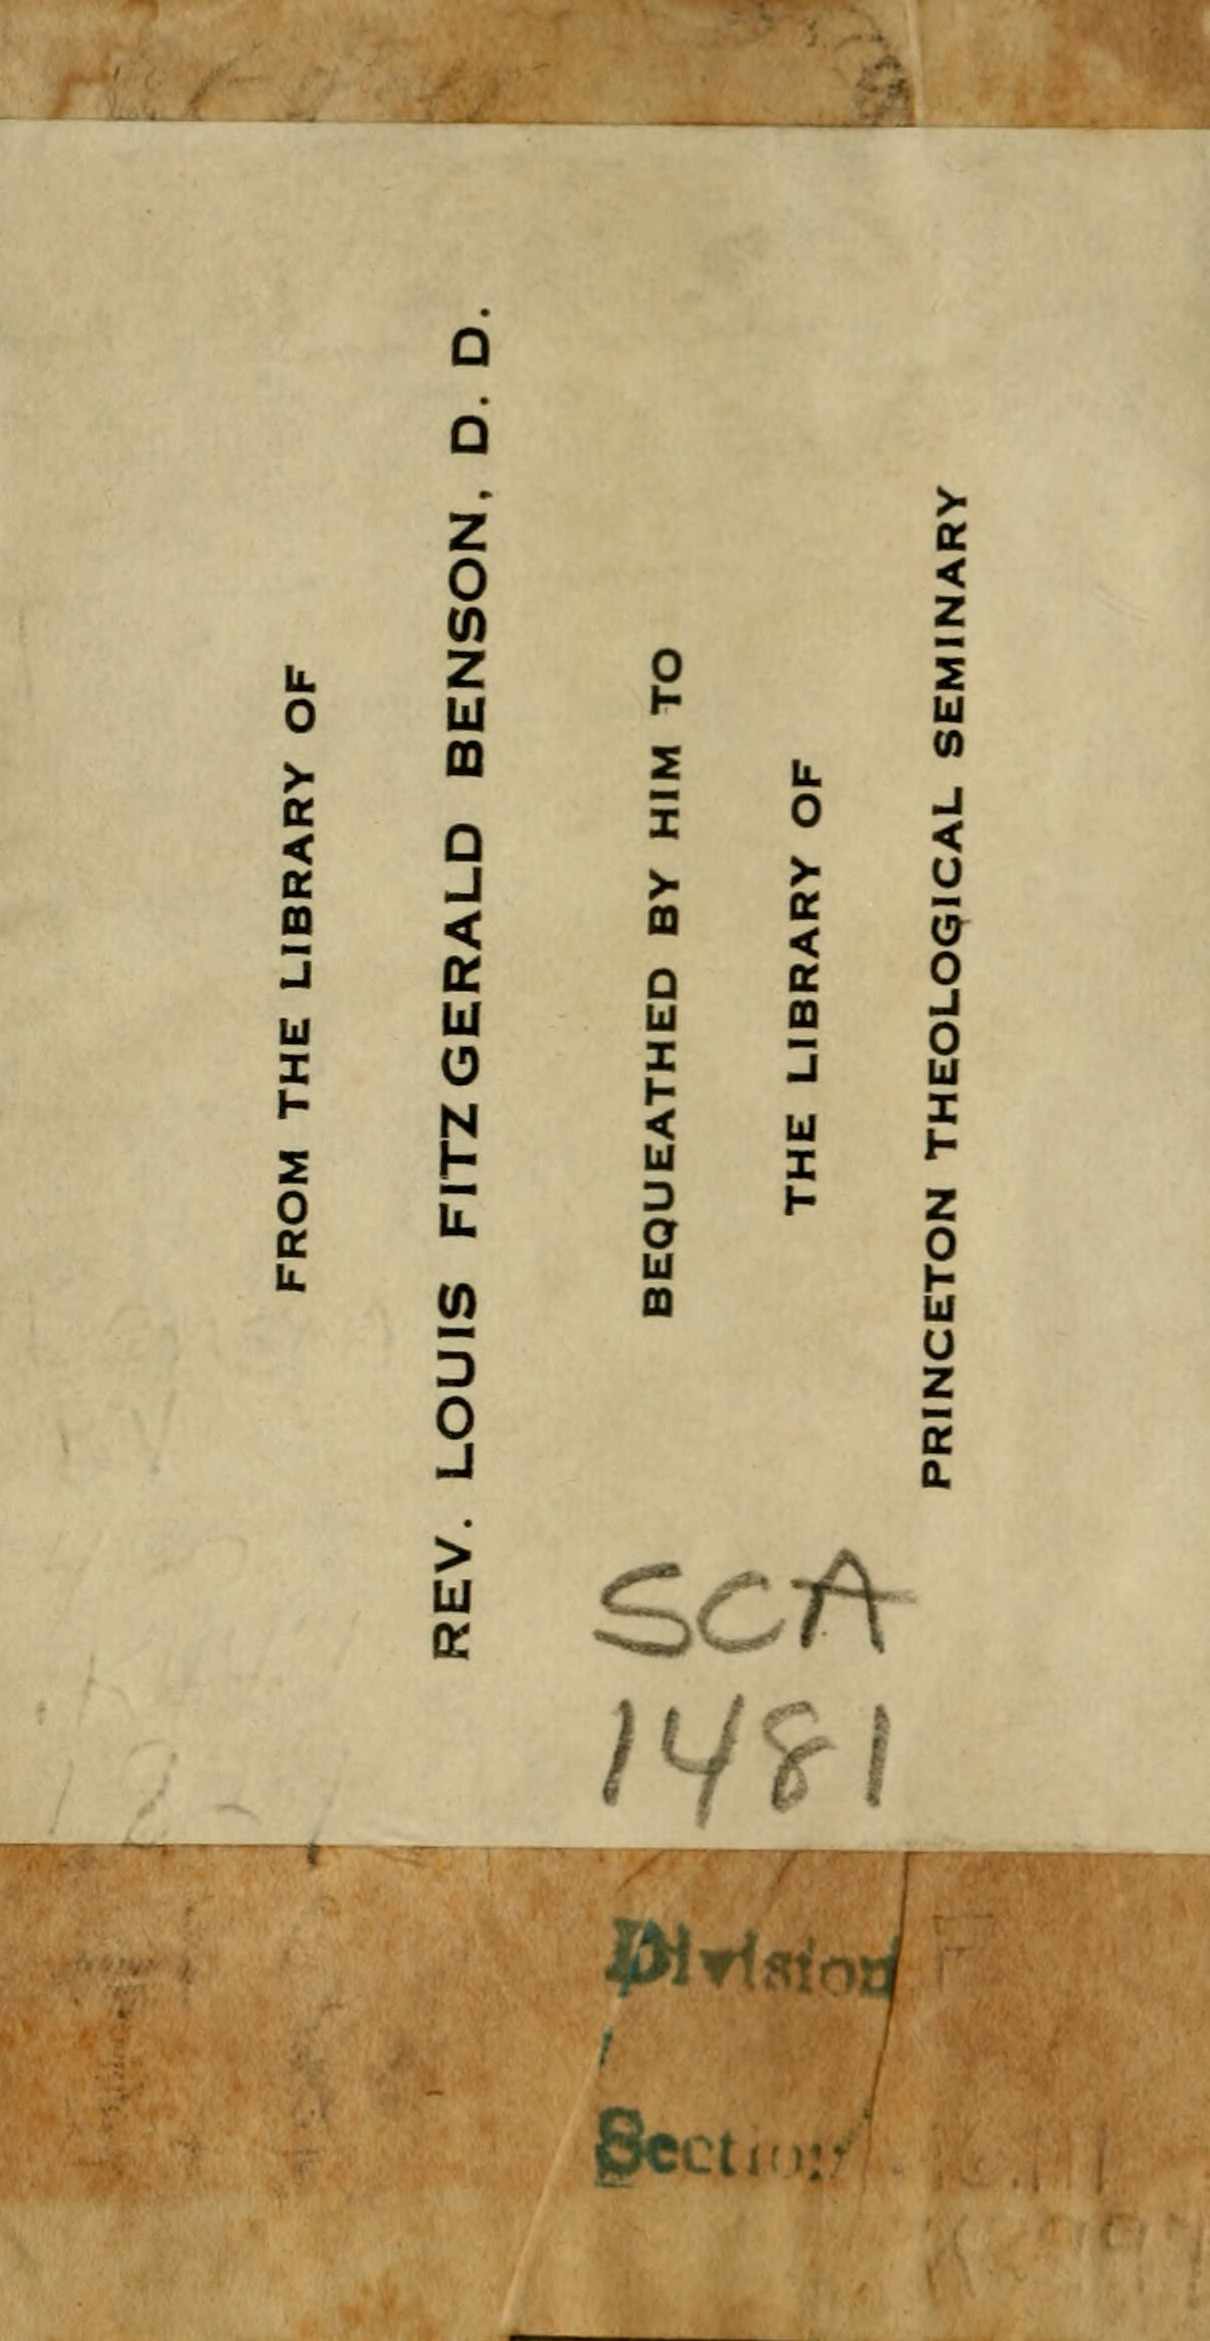 FROM THE LIBRARY OF
REV. LOUIS FITZGERALD BENSON, D. D.
BEQUEATHED BY HIM TO
THE LIBRARY OF
PRINCETON THEOLOGICAL SEMINARY
SCA
1481
Division
Section